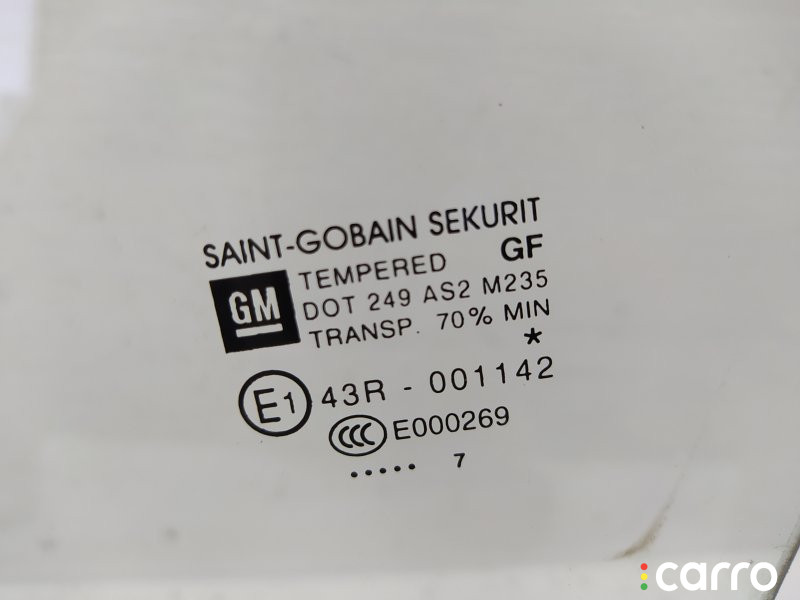 SAINT-GOBAIN SEKURIT
GM TEMPERED GF
DOT 249 AS2 M235
TRANSP. 70% MIN
*
E1 43R - 001142
CCC E000269
..... 7
carro